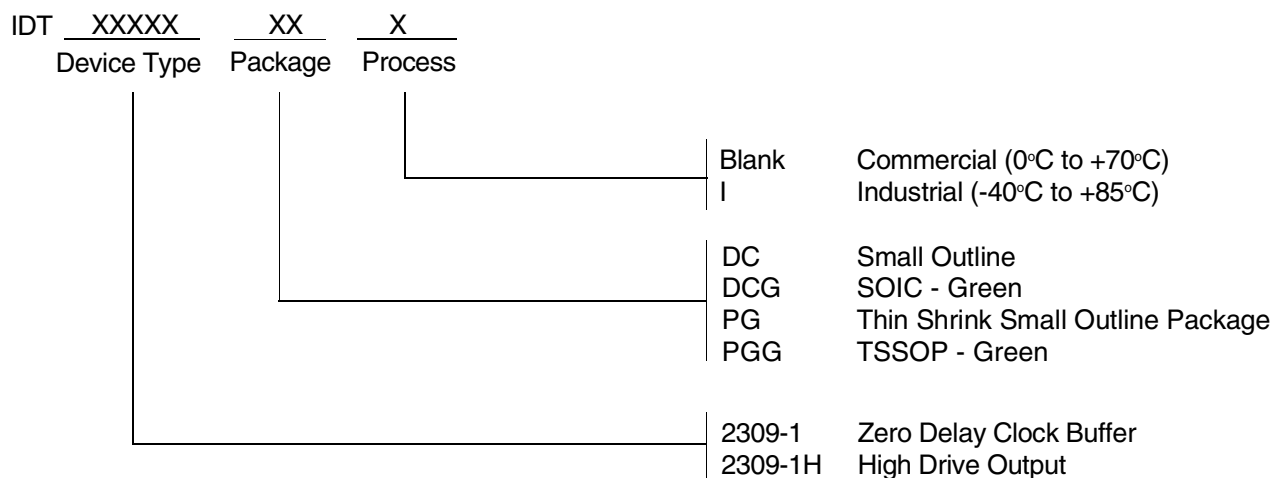 IDT XXXXX XX X
Device Type Package Process
Blank Commercial (0°C to +70°C)
I Industrial (-40°C to +85°C)
DC Small Outline
DCG SOIC - Green
PG Thin Shrink Small Outline Package
PGG TSSOP - Green
2309-1 Zero Delay Clock Buffer
2309-1H High Drive Output